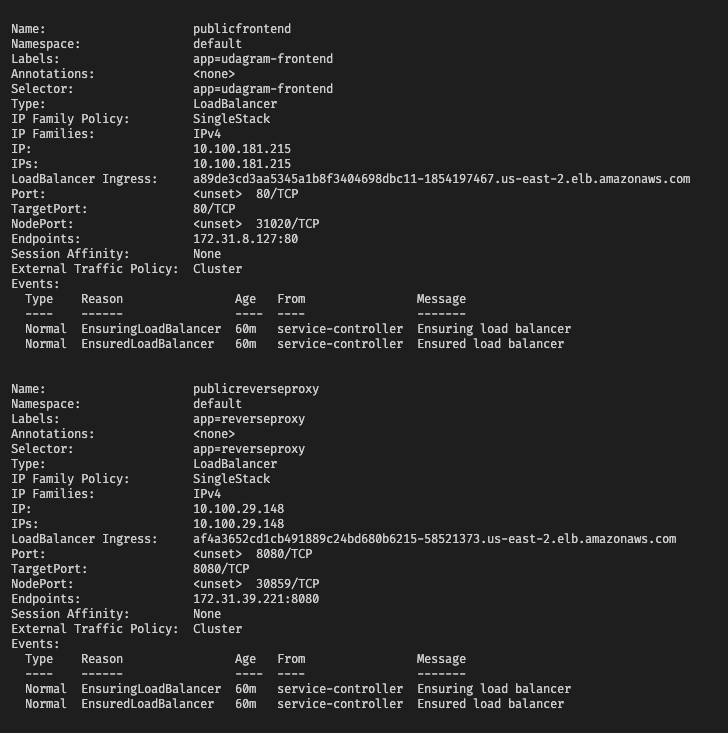 Name:                     publicfrontend
Namespace:                default
Labels:                   app=udagram-frontend
Annotations:              <none>
Selector:                 app=udagram-frontend
Type:                     LoadBalancer
IP Family Policy:         SingleStack
IP Families:              IPv4
IP:                       10.100.181.215
IPs:                      10.100.181.215
LoadBalancer Ingress:     a89de3cd3aa5345a1b8f3404698dbc11-1854197467.us-east-2.elb.amazonaws.com
Port:                     <unset>  80/TCP
TargetPort:               80/TCP
NodePort:                 <unset>  31020/TCP
Endpoints:                172.31.8.127:80
Session Affinity:         None
External Traffic Policy:  Cluster
Events:
  Type    Reason                Age   From                Message
  ----    ------                ----  ----                -------
  Normal  EnsuringLoadBalancer  60m   service-controller  Ensuring load balancer
  Normal  EnsuredLoadBalancer   60m   service-controller  Ensured load balancer
Name:                     publicreverseproxy
Namespace:                default
Labels:                   app=reverseproxy
Annotations:              <none>
Selector:                 app=reverseproxy
Type:                     LoadBalancer
IP Family Policy:         SingleStack
IP Families:              IPv4
IP:                       10.100.29.148
IPs:                      10.100.29.148
LoadBalancer Ingress:     af4a3652cd1cb491889c24bd680b6215-58521373.us-east-2.elb.amazonaws.com
Port:                     <unset>  8080/TCP
TargetPort:               8080/TCP
NodePort:                 <unset>  30859/TCP
Endpoints:                172.31.39.221:8080
Session Affinity:         None
External Traffic Policy:  Cluster
Events:
  Type    Reason                Age   From                Message
  ----    ------                ----  ----                -------
  Normal  EnsuringLoadBalancer  60m   service-controller  Ensuring load balancer
  Normal  EnsuredLoadBalancer   60m   service-controller  Ensured load balancer